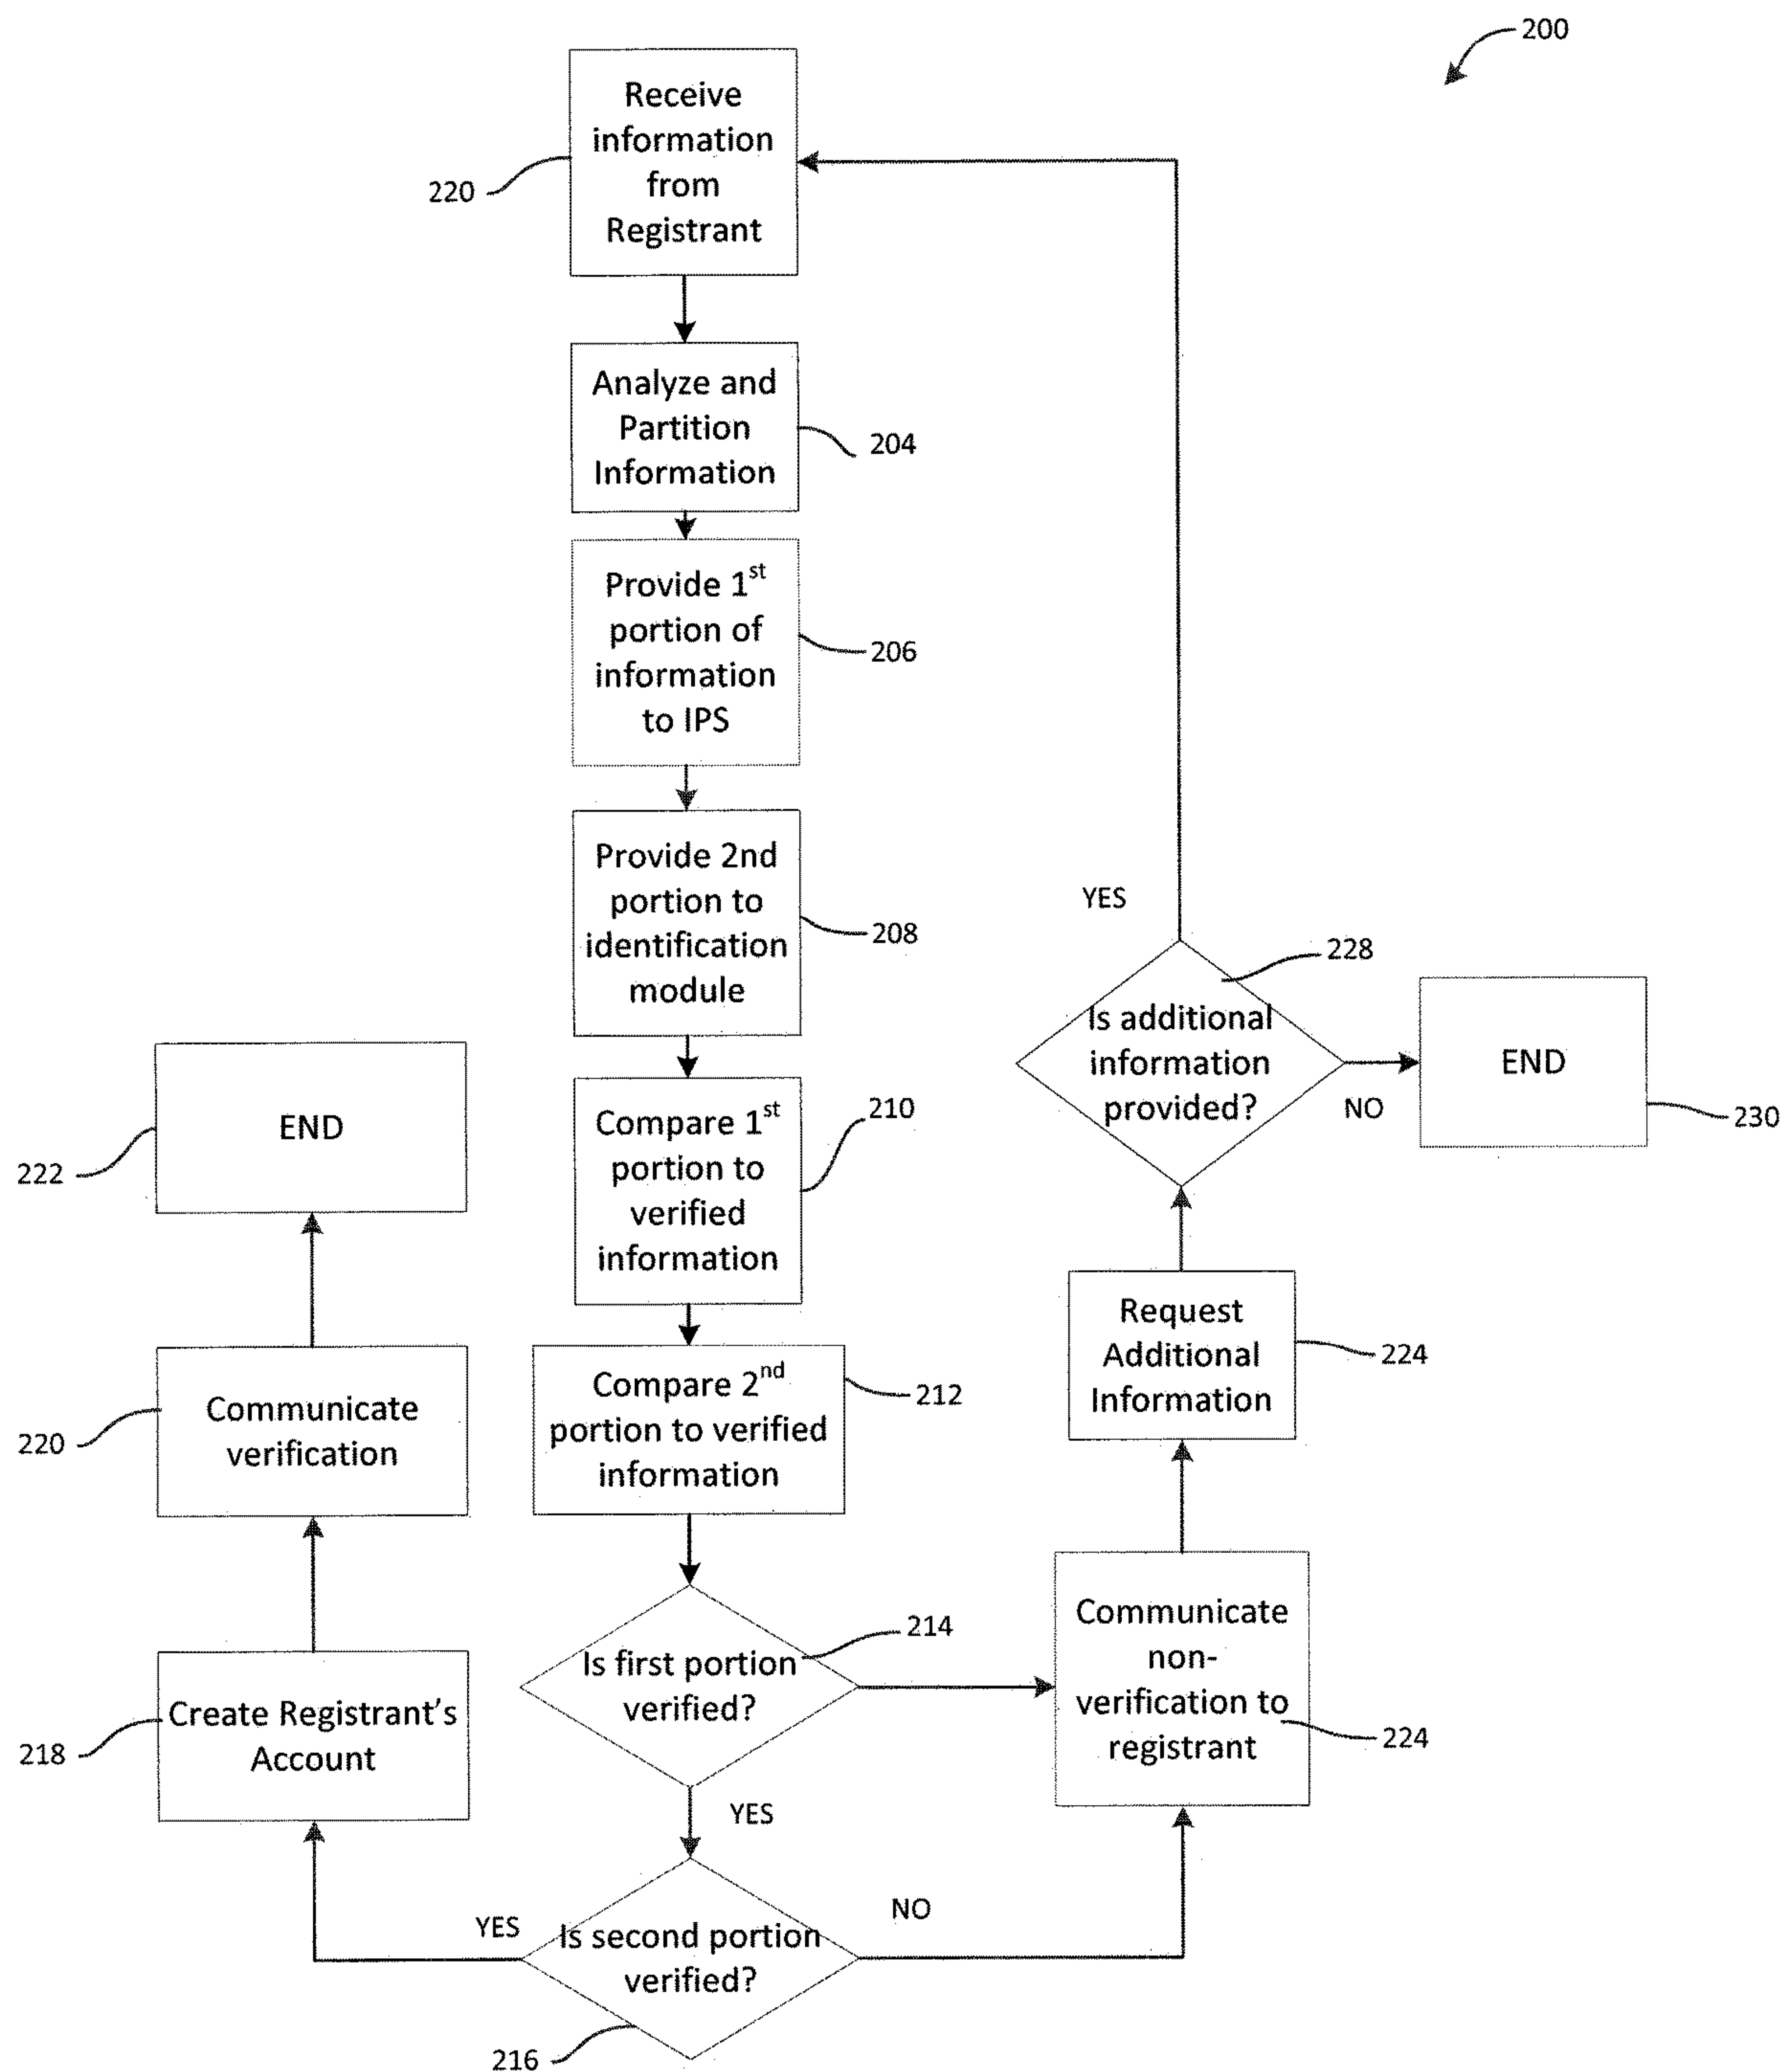 200
Receive
information
from
Registrant
220
Analyze and
Partition
Information
204
Provide 1st
portion of
information
to IPS
206
Provide 2nd
portion to
identification
module
208
Compare 1st
portion to
verified
information
210
Compare 2nd
portion to verified
information
212
Is first portion
verified?
214
YES
Is second portion
verified?
216
YES
NO
Create Registrant's
Account
218
Communicate
verification
220
END
222
Communicate
non-
verification to
registrant
224
Request
Additional
Information
224
Is additional
information
provided?
228
YES
NO
END
230